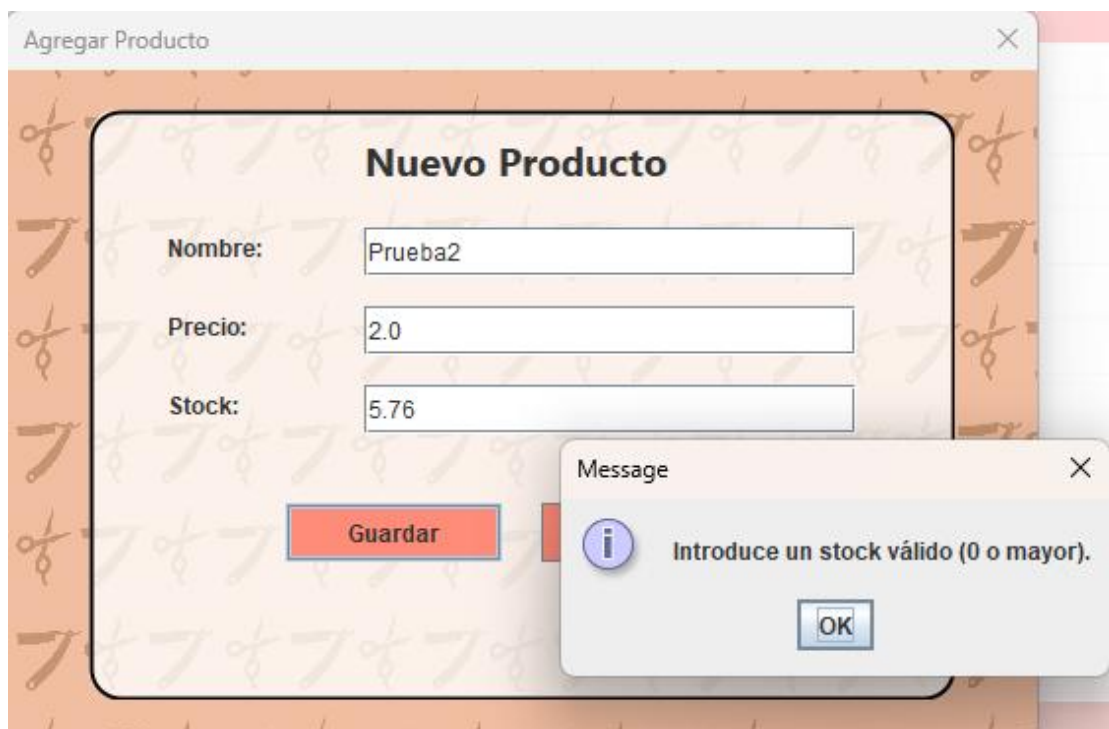 Agregar Producto
Nuevo Producto
Nombre:
Prueba2
Precio:
2.0
Stock:
5.76
Guardar
Message
Introduce un stock válido (0 o mayor).
OK